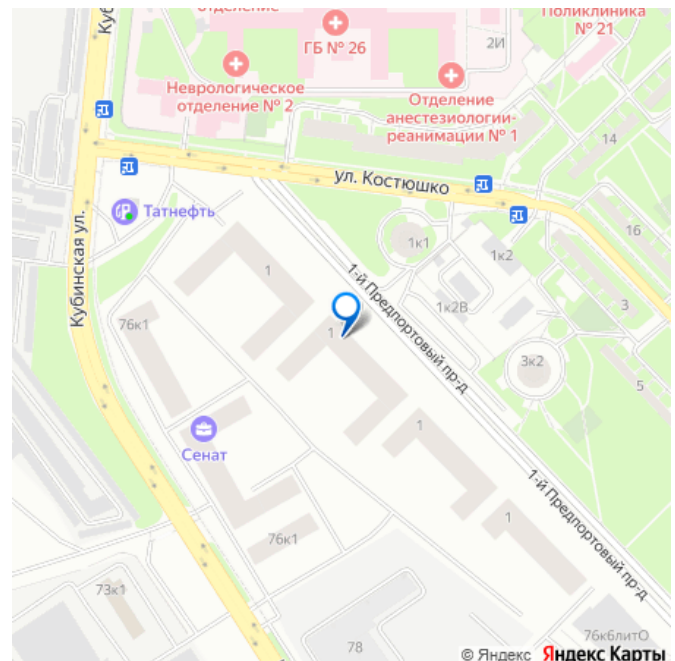 Куб
отделение
ГБ № 26
2И
Поликлиника
№ 21
Неврологическое
отделение № 2
Отделение
анестезиологии-
реанимации № 1
14
ул. Костюшко
Татнефть
Кубинская ул.
16
1к1
1к2
1
1-й Предпортовый пр-д
1к2В
3
76к1
1
3к2
5
Сенат
1
1-й Предпортовый пр-д
1
76к1
73к1
78
76к6литО
© Яндекс Яндекс Карты